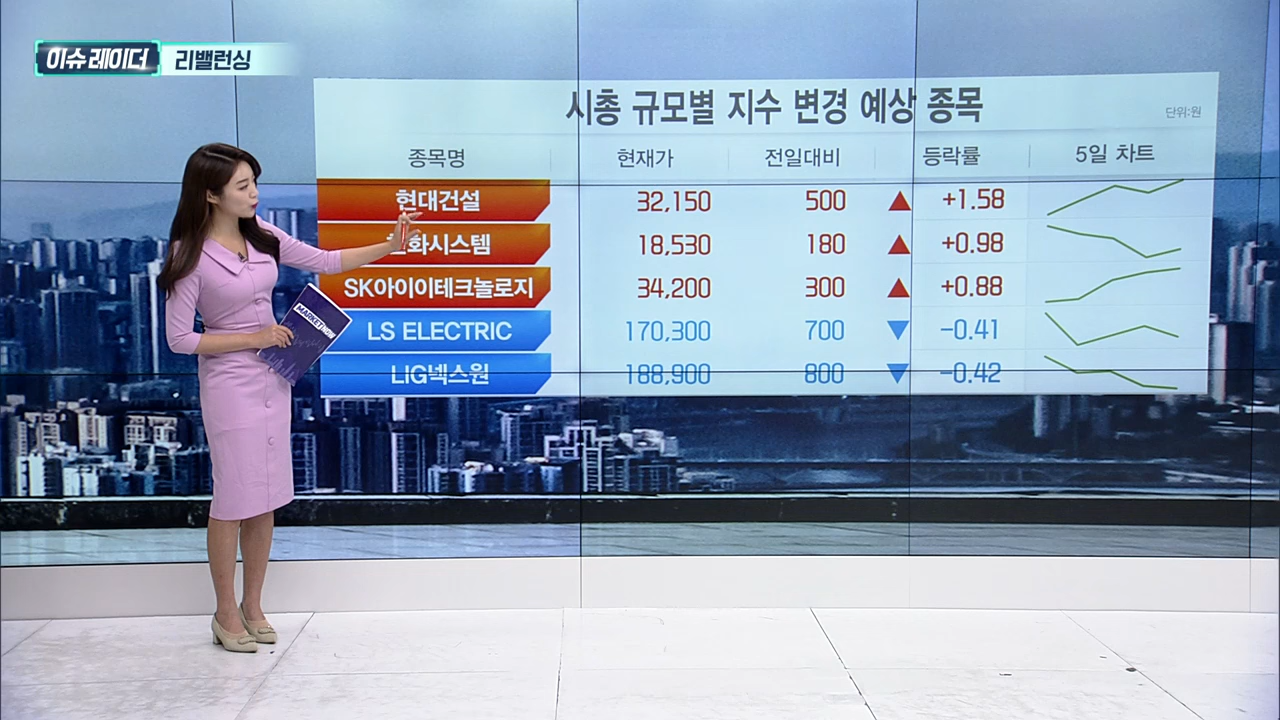 이슈 레이더 리밸런싱
시총 규모별 지수 변경 예상 종목
단위:원
종목명 현재가 전일대비 등락률 5일 차트
현대건설 32,150 500 ▲ +1.58
화시스템 18,530 180 ▲ +0.98
SK아이이테크놀로지 34,200 300 ▲ +0.88
LS ELECTRIC 170,300 700 ▼ -0.41
LIG넥스원 188,900 800 ▼ -0.42
MARKET